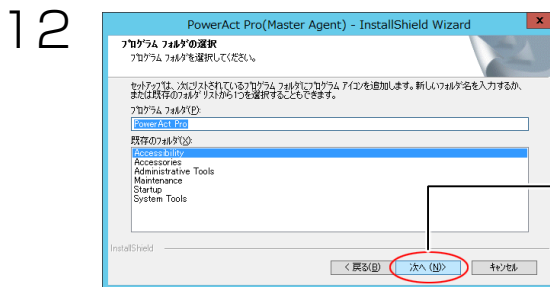 12
PowerAct Pro(Master Agent) - InstallShield Wizard
x
プログラム フォルダの選択
プログラム フォルダを選択してください。
セットアップは、次にリストされているプログラム フォルダにプログラム アイコンを追加します。新しいフォルダ名を入力するか、
または既存のフォルダ リストから1つを選択することもできます。
プログラム フォルダ(P):
PowerAct Pro
既存のフォルダ(X):
Accessibility
Accessories
Administrative Tools
Maintenance
Startup
System Tools
InstallShield
< 戻る(B)
次へ (N)>
キャンセル